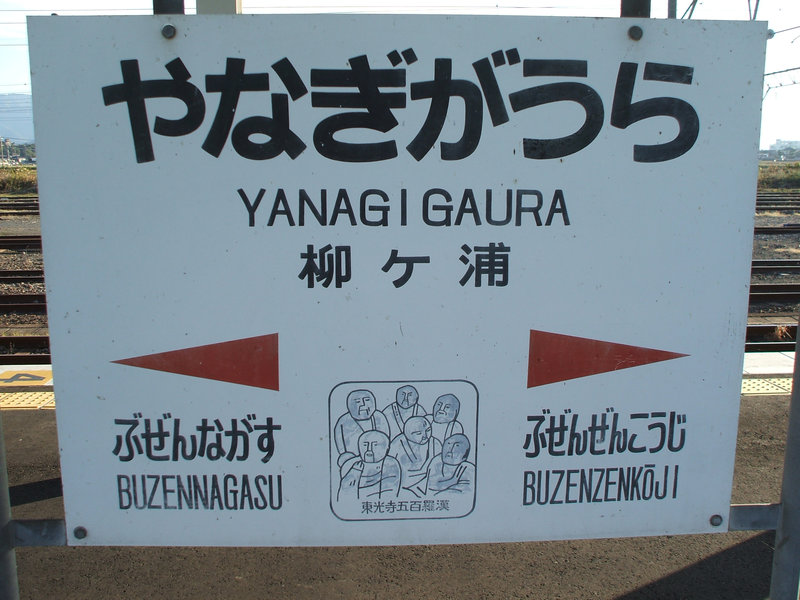 やなぎがうら
YANAGIGAURA
柳ヶ浦
ぶぜんながす
BUZENNAGASU
東光寺五百羅漢
ぶぜんぜんこうじ
BUZENZENKŌJI
4